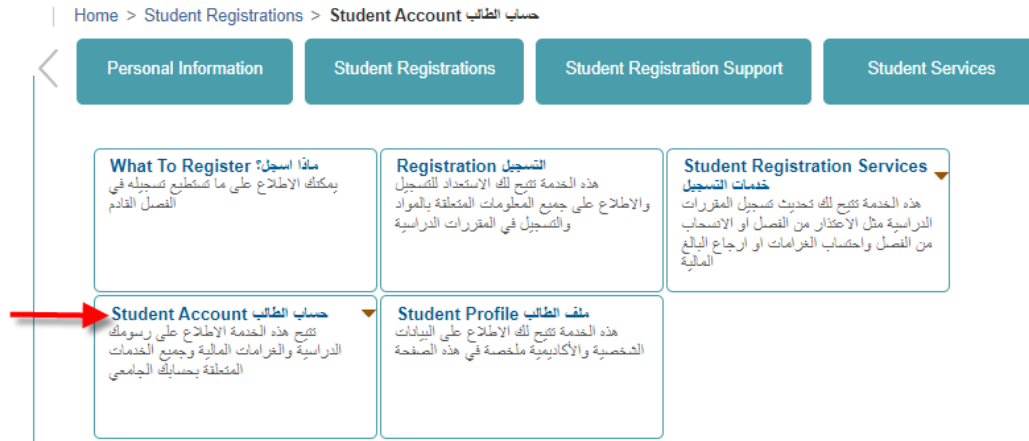 Home > Student Registrations > Student Account حساب الطالب
Personal Information
Student Registrations
Student Registration Support
Student Services
What To Register ماذا اسجل؟
يمكنك الاطلاع على ما تستطيع تسجيله في
الفصل القادم
Registration التسجيل
هذه الخدمة تتيح لك الاستعداد للتسجيل
والاطلاع على جميع المعلومات المتعلقة بالمواد
والتسجيل في المقررات الدراسية
Student Registration Services
خدمات التسجيل
هذه الخدمة تتيح لك تحديث تسجيل المقررات
الدراسية مثل الاعتذار من الفصل أو الانسحاب
من الفصل واحتساب الغرامات او ارجاع البالغ
المالية
Student Account حساب الطالب
تتيح هذه الخدمة الاطلاع على رسومك
الدراسية والغرامات المالية وجميع الخدمات
المتعلقة بحسابك الجامعي
Student Profile ملف الطالب
هذه الخدمة تتيح لك الاطلاع على البيانات
الشخصية والأكاديمية ملخصة في هذه الصفحة